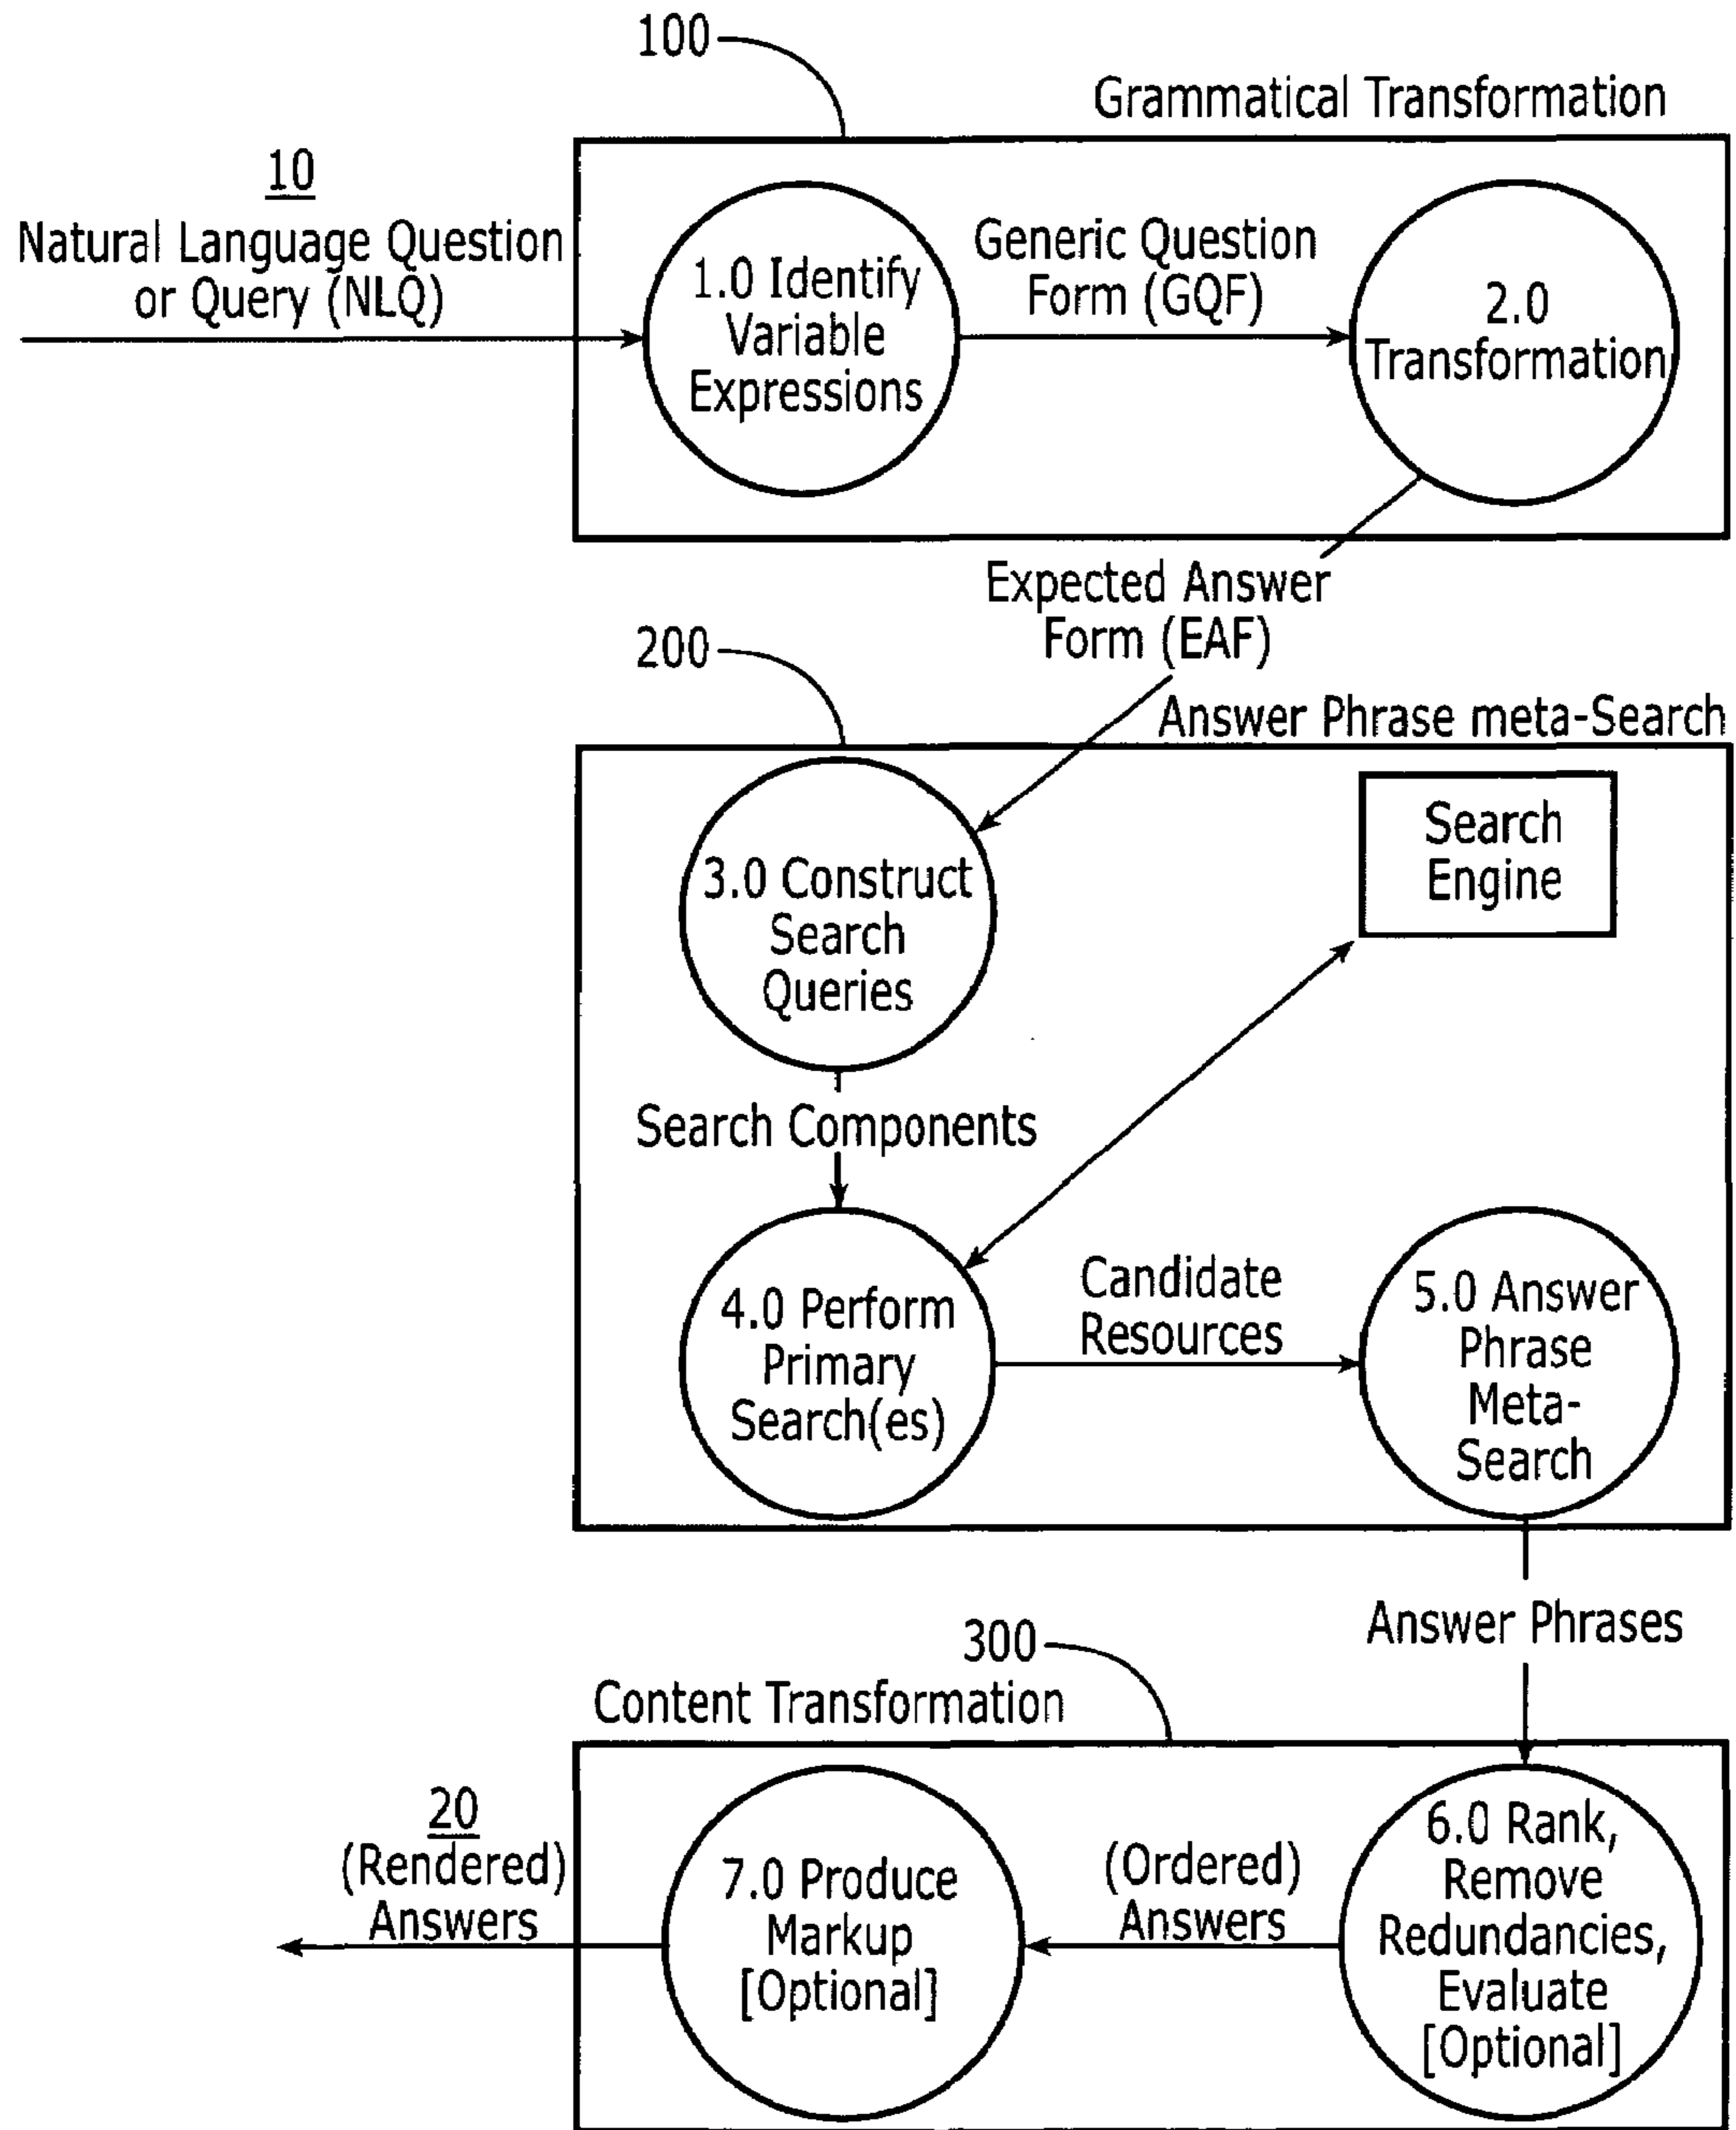 100
Grammatical Transformation
10
Natural Language Question
or Query (NLQ)
1.0 Identify
Variable
Expressions
Generic Question
Form (GQF)
2.0
Transformation
Expected Answer
Form (EAF)
200
Answer Phrase meta-Search
3.0 Construct
Search
Queries
Search
Engine
Search Components
4.0 Perform
Primary
Search(es)
Candidate
Resources
5.0 Answer
Phrase
Meta-
Search
Answer Phrases
300
Content Transformation
20
(Rendered)
Answers
7.0 Produce
Markup
[Optional]
(Ordered)
Answers
6.0 Rank,
Remove
Redundancies,
Evaluate
[Optional]